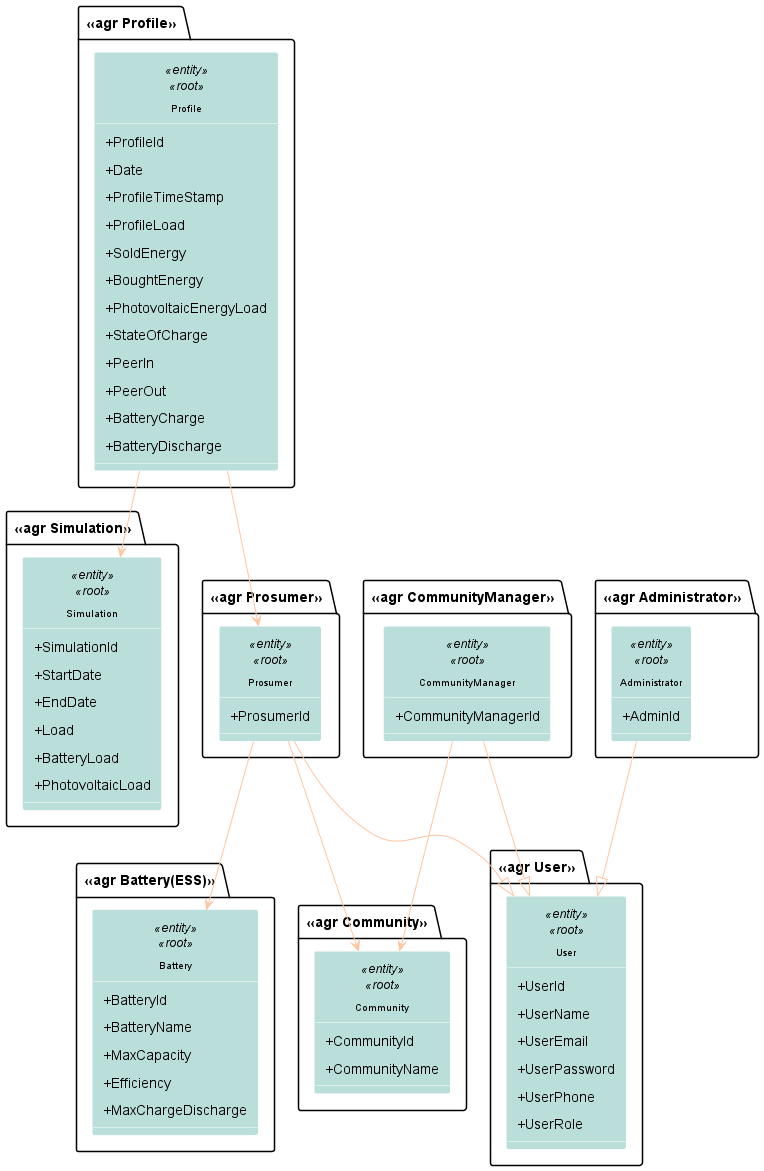 ‹‹agr Profile››
«entity»
«root»
Profile
+ProfileId
+Date
+ProfileTimeStamp
+ProfileLoad
+SoldEnergy
+BoughtEnergy
+PhotovoltaicEnergyLoad
+StateOfCharge
+PeerIn
+PeerOut
+BatteryCharge
+BatteryDischarge
‹‹agr Simulation››
«entity»
«root»
Simulation
+SimulationId
+StartDate
+EndDate
+Load
+BatteryLoad
+PhotovoltaicLoad
‹‹agr Prosumer››
«entity»
«root»
Prosumer
+ProsumerId
‹‹agr CommunityManager››
«entity»
«root»
CommunityManager
+CommunityManagerId
‹‹agr Administrator››
«entity»
«root»
Administrator
+AdminId
‹‹agr Battery(ESS)››
«entity»
«root»
Battery
+BatteryId
+BatteryName
+MaxCapacity
+Efficiency
+MaxChargeDischarge
‹‹agr Community››
«entity»
«root»
Community
+CommunityId
+CommunityName
‹‹agr User››
«entity»
«root»
User
+UserId
+UserName
+UserEmail
+UserPassword
+UserPhone
+UserRole